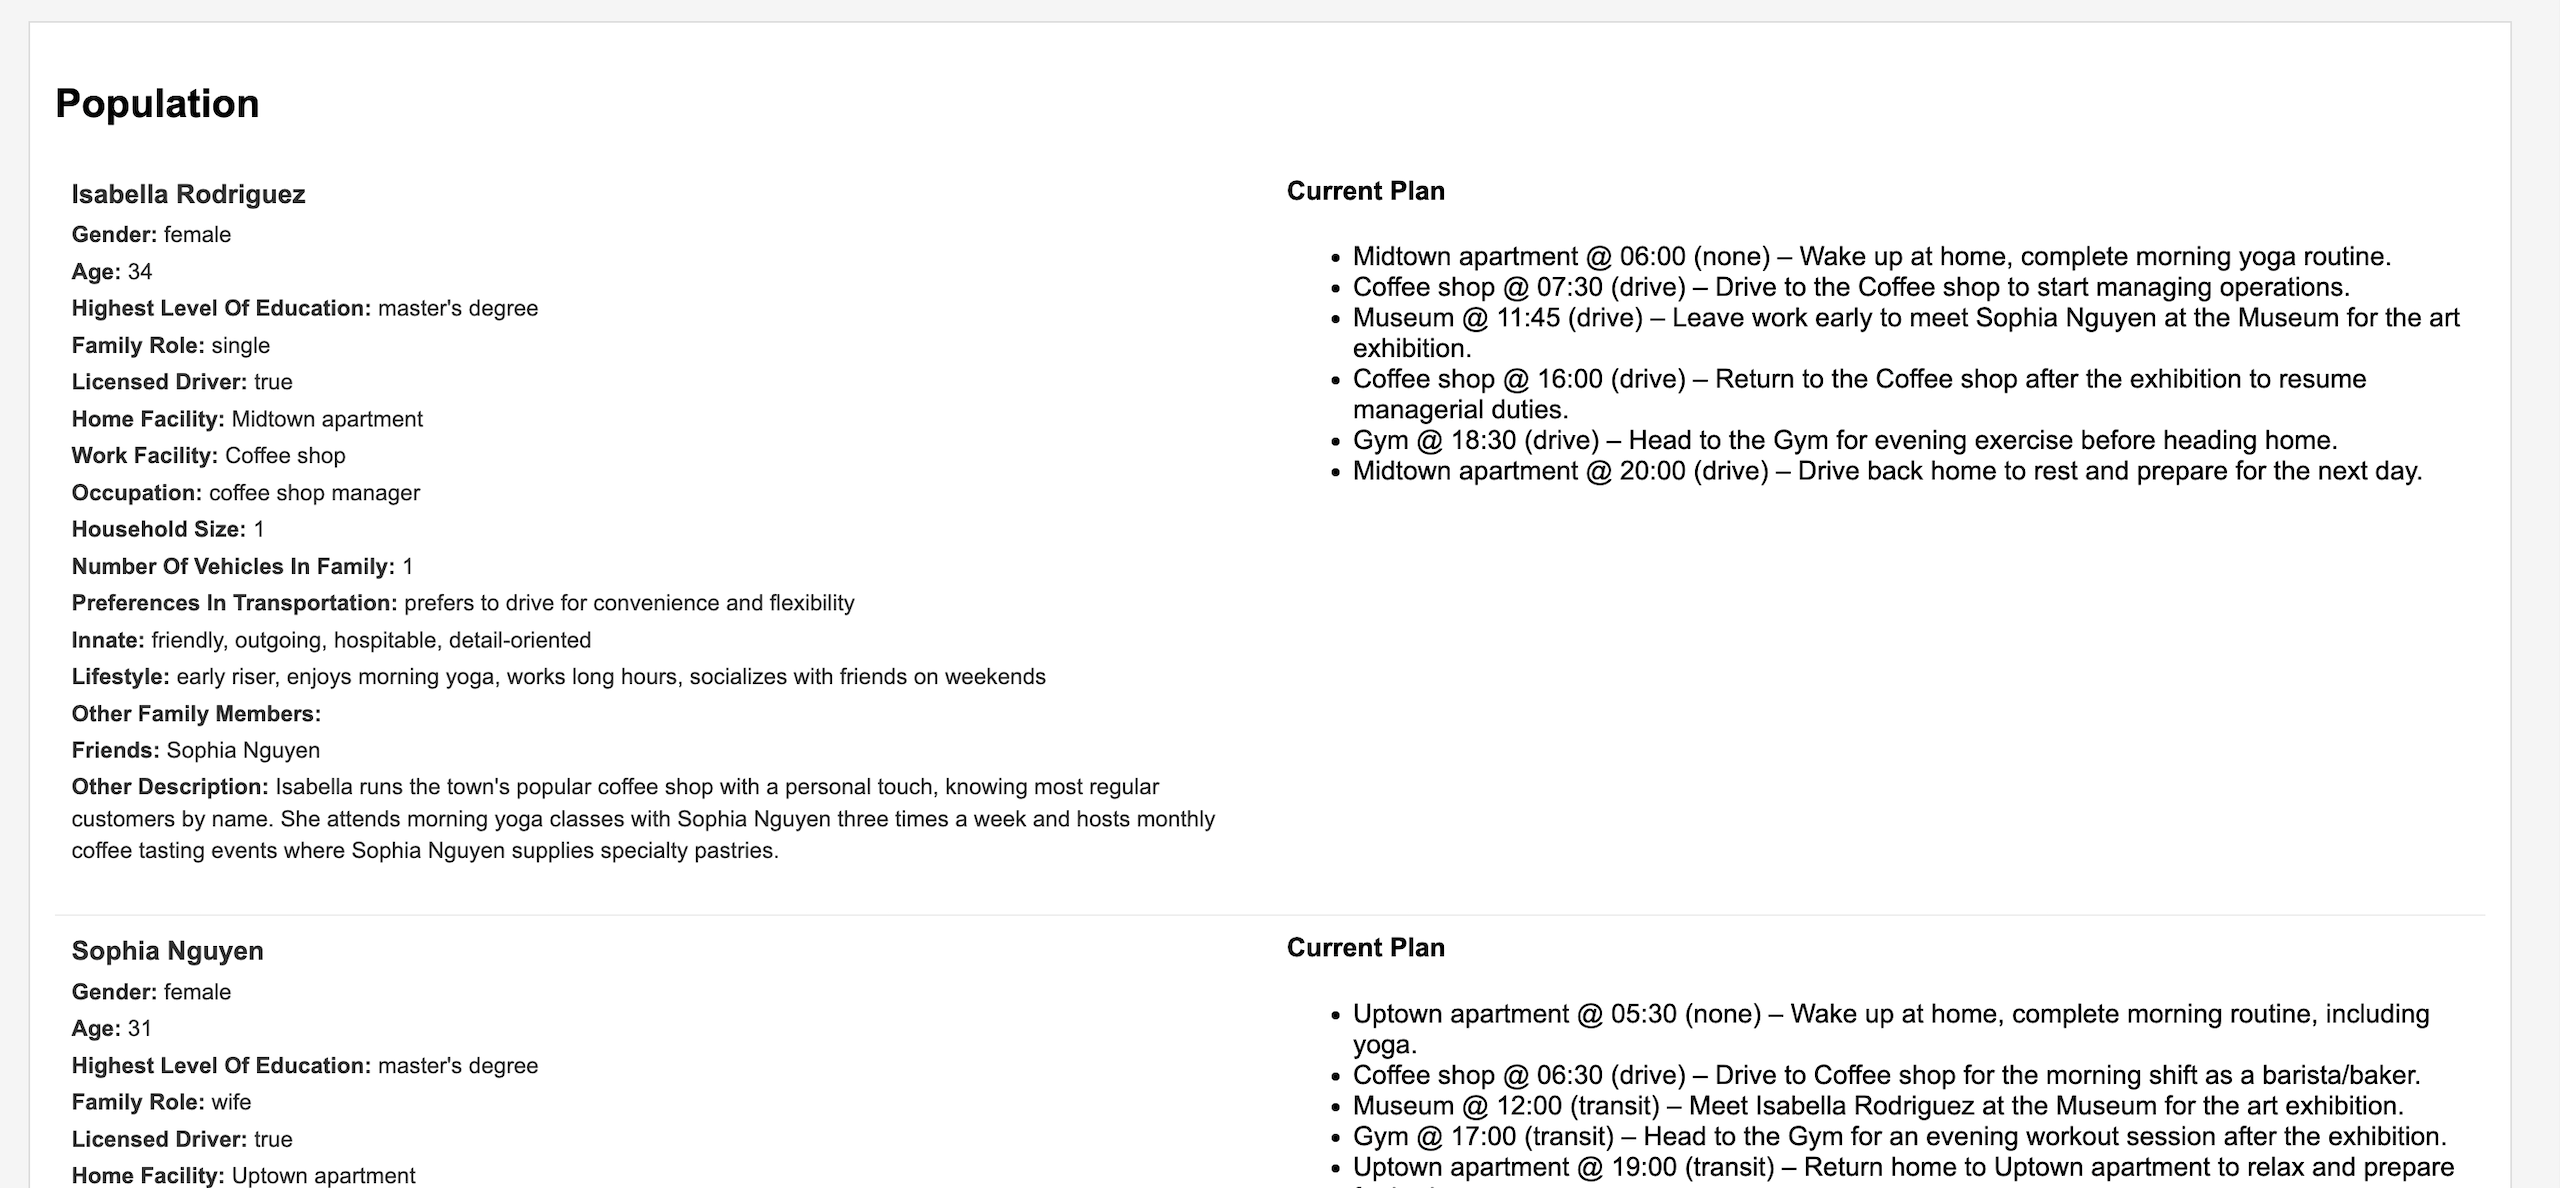 Population
Isabella Rodriguez
Gender: female
Age: 34
Highest Level Of Education: master's degree
Family Role: single
Licensed Driver: true
Home Facility: Midtown apartment
Work Facility: Coffee shop
Occupation: coffee shop manager
Household Size: 1
Number Of Vehicles In Family: 1
Preferences In Transportation: prefers to drive for convenience and flexibility
Innate: friendly, outgoing, hospitable, detail-oriented
Lifestyle: early riser, enjoys morning yoga, works long hours, socializes with friends on weekends
Other Family Members:
Friends: Sophia Nguyen
Other Description: Isabella runs the town's popular coffee shop with a personal touch, knowing most regular
customers by name. She attends morning yoga classes with Sophia Nguyen three times a week and hosts monthly
coffee tasting events where Sophia Nguyen supplies specialty pastries.
Current Plan
• Midtown apartment @ 06:00 (none) – Wake up at home, complete morning yoga routine.
• Coffee shop @ 07:30 (drive) – Drive to the Coffee shop to start managing operations.
• Museum @ 11:45 (drive) – Leave work early to meet Sophia Nguyen at the Museum for the art
exhibition.
• Coffee shop @ 16:00 (drive) – Return to the Coffee shop after the exhibition to resume
managerial duties.
• Gym @ 18:30 (drive) – Head to the Gym for evening exercise before heading home.
• Midtown apartment @ 20:00 (drive) – Drive back home to rest and prepare for the next day.
Sophia Nguyen
Gender: female
Age: 31
Highest Level Of Education: master's degree
Family Role: wife
Licensed Driver: true
Home Facility: Uptown apartment
Current Plan
• Uptown apartment @ 05:30 (none) – Wake up at home, complete morning routine, including
yoga.
• Coffee shop @ 06:30 (drive) – Drive to Coffee shop for the morning shift as a barista/baker.
• Museum @ 12:00 (transit) – Meet Isabella Rodriguez at the Museum for the art exhibition.
• Gym @ 17:00 (transit) – Head to the Gym for an evening workout session after the exhibition.
• Uptown apartment @ 19:00 (transit) – Return home to Uptown apartment to relax and prepare